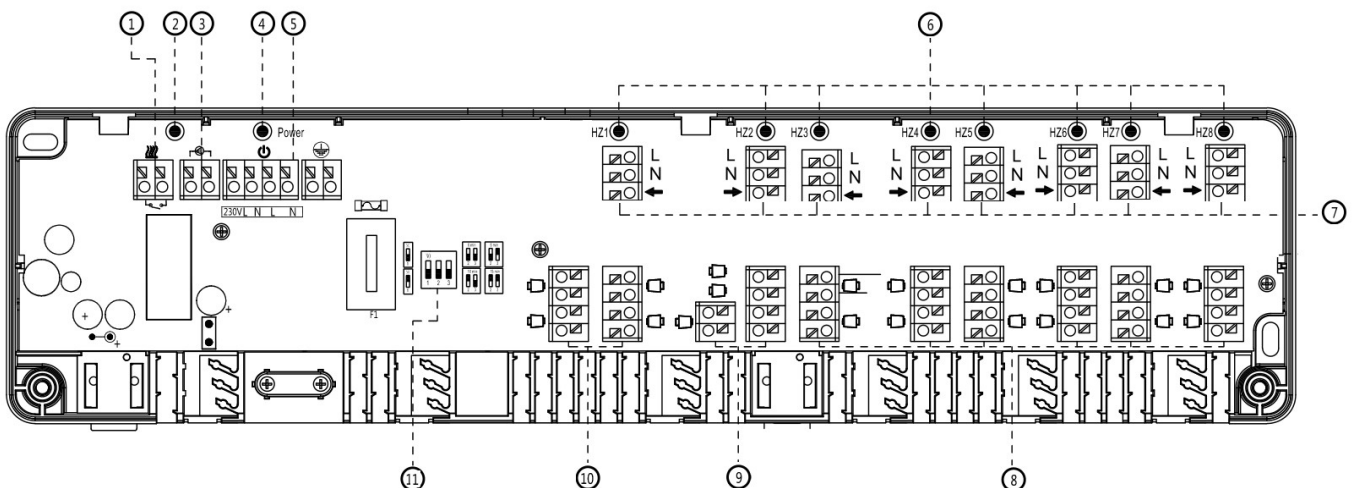 1 2 3 4 5 6
Power
HZ1 HZ2 HZ3 HZ4 HZ5 HZ6 HZ7 HZ8
L L L L L L L L
N N N N N N N N
230V L N L N
7
F1
1 2 3
11 10 9 8